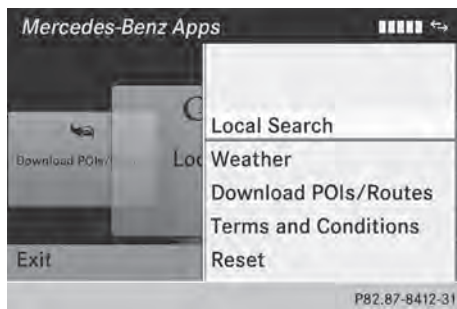 Mercedes-Benz Apps
Local Search
Download POIs/
Loc
Weather
Download POIs/Routes
Terms and Conditions
Exit
Reset
P82.87-8412-31